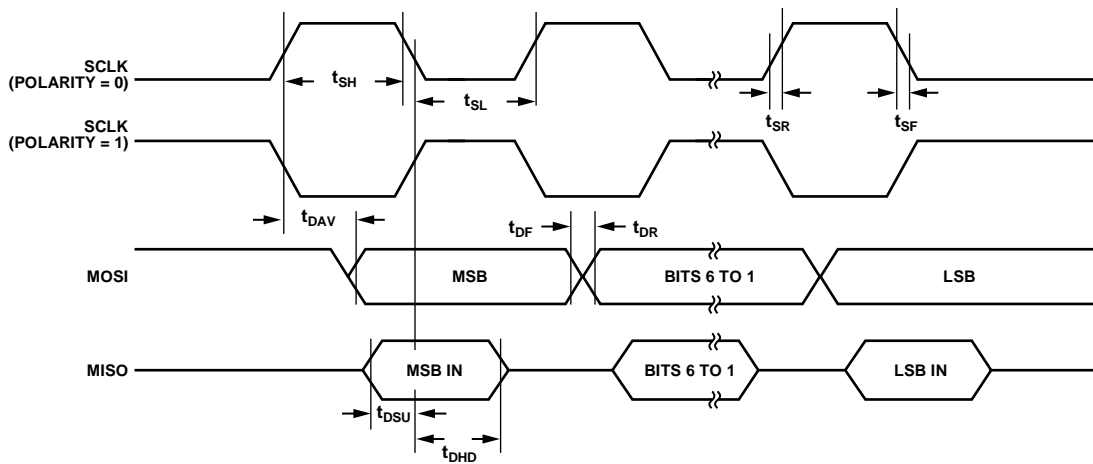 SCLK
(POLARITY = 0)
tSH
tSL
tSR
tSF
SCLK
(POLARITY = 1)
tDAV
tDF
tDR
MOSI
MSB
BITS 6 TO 1
LSB
MISO
MSB IN
BITS 6 TO 1
LSB IN
tDSU
tDHD